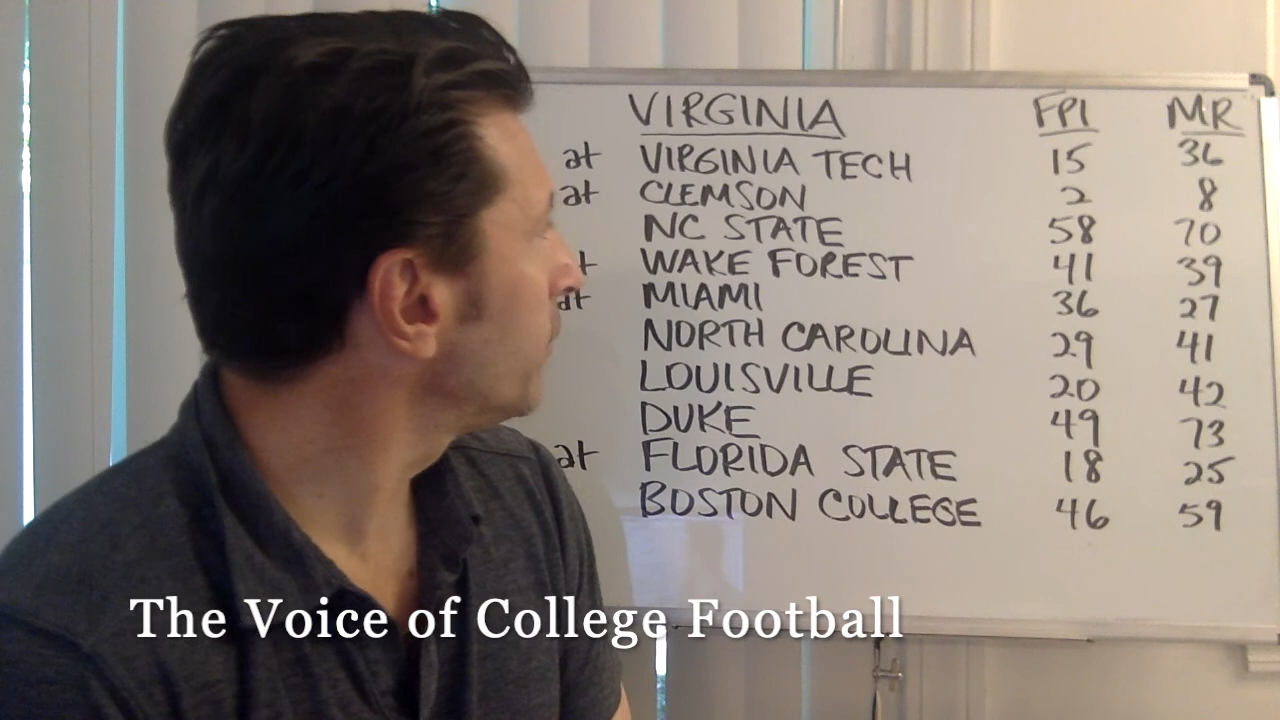 VIRGINIA FPI MR
at VIRGINIA TECH 15 36
at CLEMSON 2 8
NC STATE 58 70
WAKE FOREST 41 39
at MIAMI 36 27
NORTH CAROLINA 29 41
LOUISVILLE 20 42
DUKE 49 73
at FLORIDA STATE 18 25
BOSTON COLLEGE 46 59
The Voice of College Football